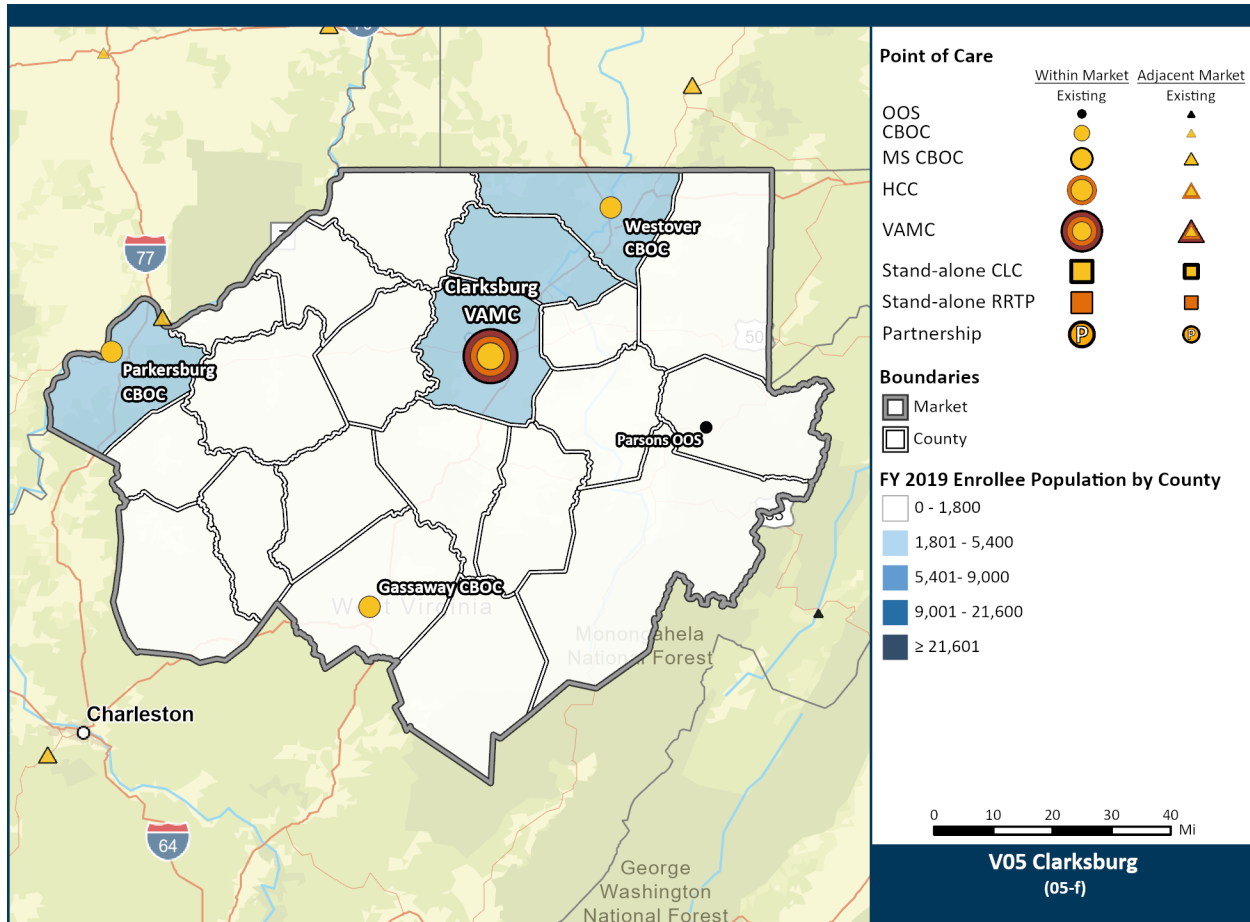 77
7
Westover
CBOC
Clarksburg
VAMC
50
Parkersburg
CBOC
Parsons OOS
Gassaway CBOC
West Virginia
Monongahela
National Forest
Charleston
64
George
Washington
National Forest
Point of Care
Within Market Adjacent Market
Existing Existing
OOS
CBOC
MS CBOC
HCC
VAMC
Stand-alone CLC
Stand-alone RRTP
Partnership
P P
Boundaries
Market
County
FY 2019 Enrollee Population by County
0 - 1,800
1,801 - 5,400
5,401- 9,000
9,001 - 21,600
≥ 21,601
0 10 20 30 40
Mi
V05 Clarksburg
(05-f)